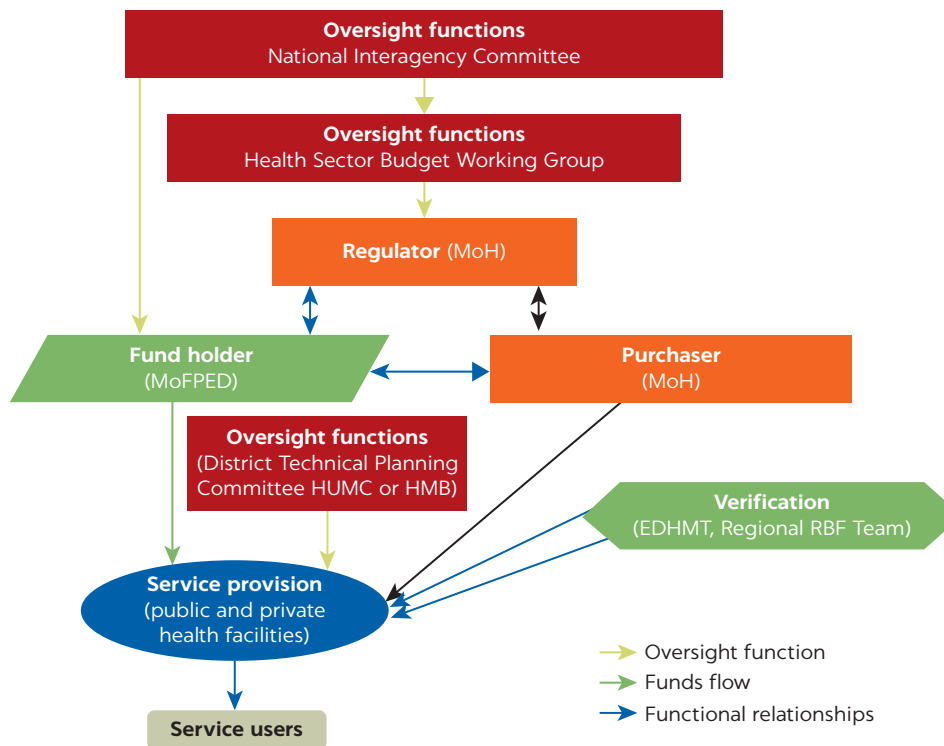 Oversight functions
National Interagency Committee
Oversight functions
Health Sector Budget Working Group
Regulator (MoH)
Fund holder
(MoFPED)
Purchaser
(MoH)
Oversight functions
(District Technical Planning
Committee HUMC or HMB)
Verification
(EDHMT, Regional RBF Team)
Service provision
(public and private
health facilities)
Service users
Oversight function
Funds flow
Functional relationships